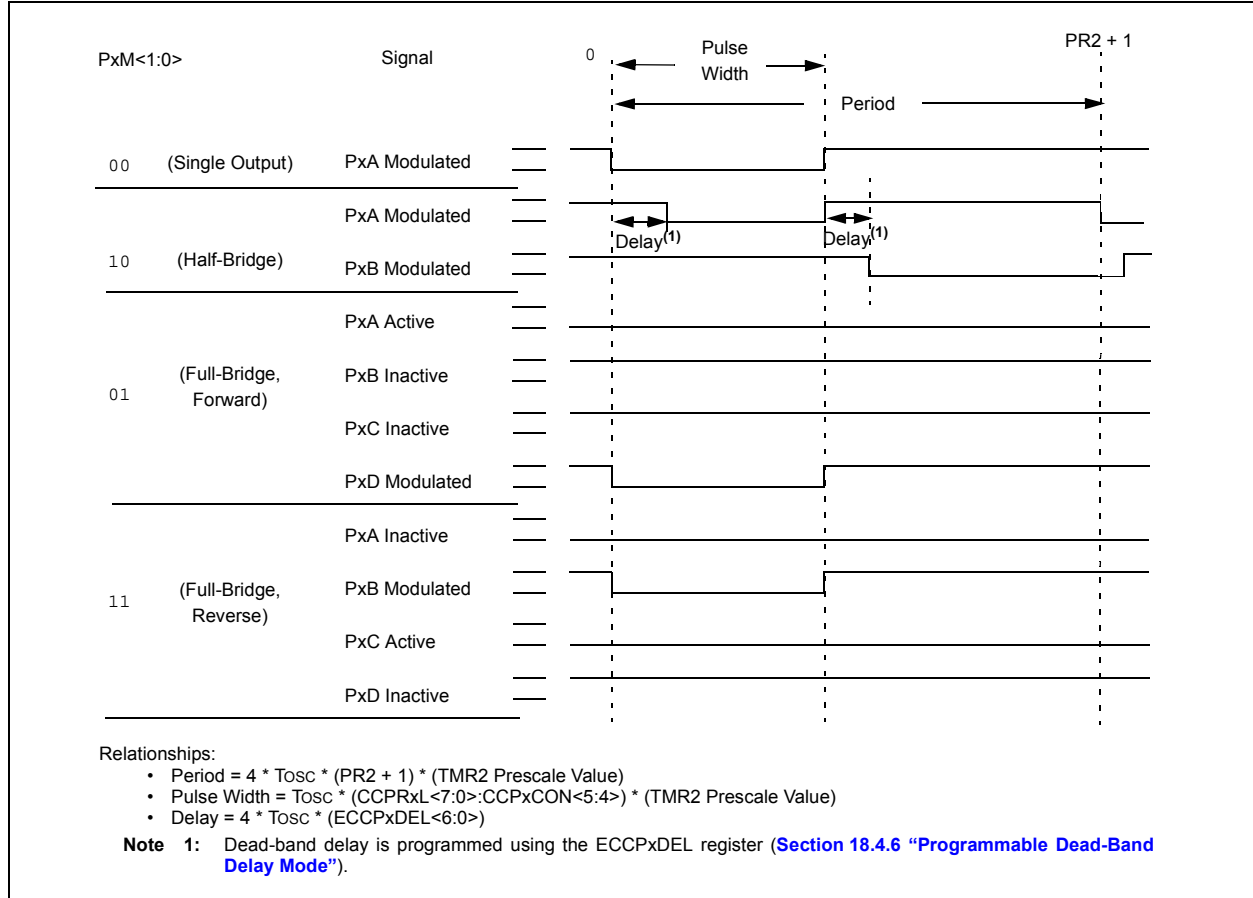 PxM<1:0>
Signal
0
Pulse
Width
PR2 + 1
Period
00 (Single Output) PxA Modulated
PxA Modulated
Delay(1) Delay(1)
10 (Half-Bridge) PxB Modulated
PxA Active
(Full-Bridge, PxB Inactive
01 Forward)
PxC Inactive
PxD Modulated
PxA Inactive
11 (Full-Bridge, PxB Modulated
Reverse)
PxC Active
PxD Inactive
Relationships:
• Period = 4 * TOSC * (PR2 + 1) * (TMR2 Prescale Value)
• Pulse Width = TOSC * (CCPRxL<7:0>:CCPxCON<5:4>) * (TMR2 Prescale Value)
• Delay = 4 * TOSC * (ECCPxDEL<6:0>)
Note 1: Dead-band delay is programmed using the ECCPxDEL register (Section 18.4.6 “Programmable Dead-Band
Delay Mode”).